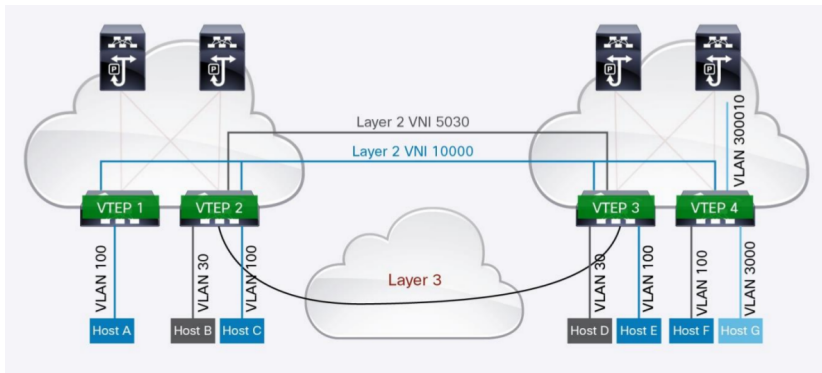 P
P
P
P
Layer 2 VNI 5030
Layer 2 VNI 10000
VLAN 300010
VTEP 1
VTEP 2
VTEP 3
VTEP 4
Layer 3
VLAN 100
VLAN 30
VLAN 100
VLAN 30
VLAN 100
VLAN 100
VLAN 3000
Host A
Host B
Host C
Host D
Host E
Host F
Host G